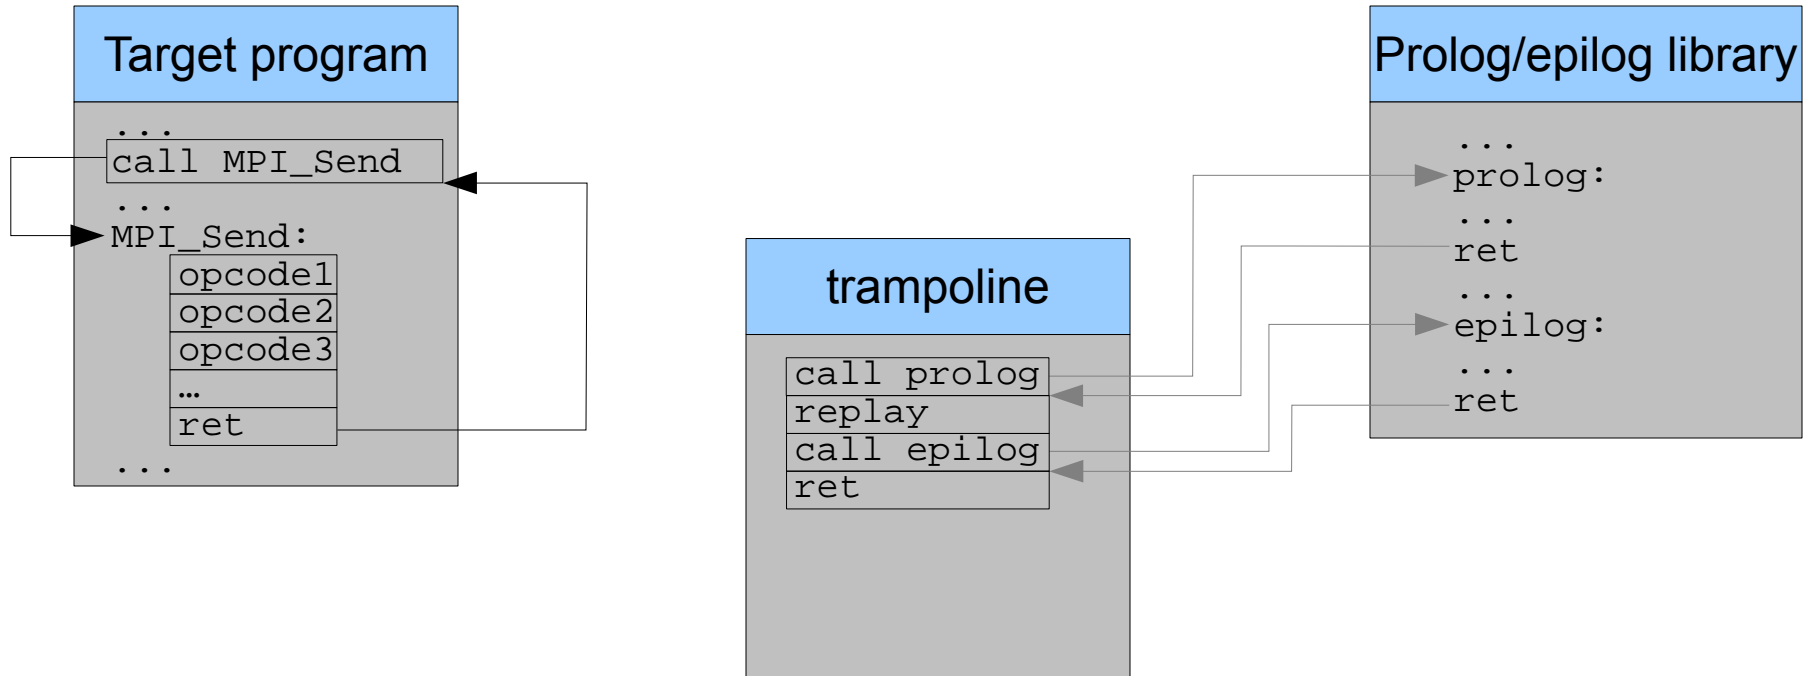 Target program
...
call MPI_Send
...
MPI_Send:
opcode1
opcode2
opcode3
…
ret
...
trampoline
call prolog
replay
call epilog
ret
Prolog/epilog library
...
prolog:
...
ret
...
epilog:
...
ret